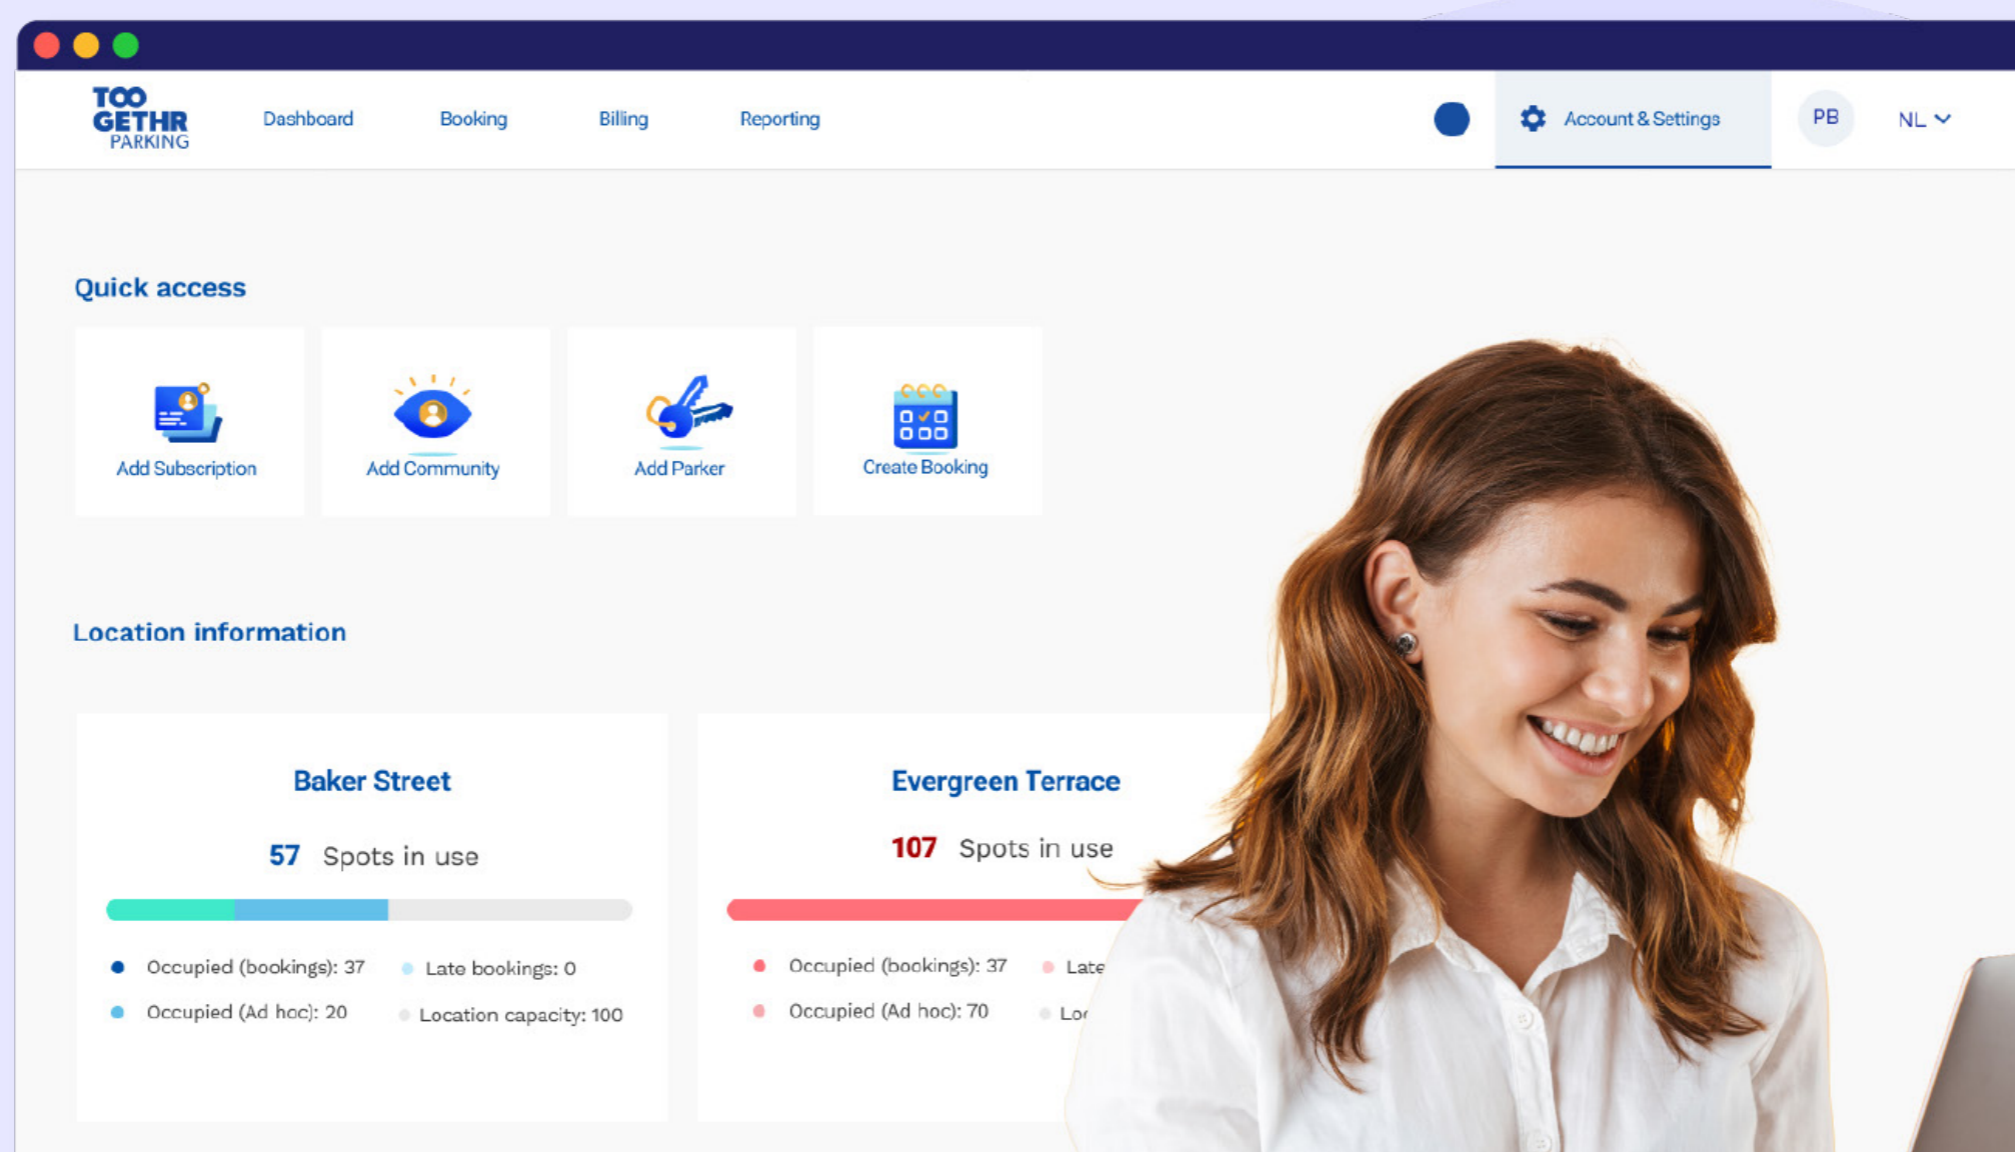 TOO
GETHR
PARKING
Dashboard
Booking
Billing
Reporting
Account & Settings
PB
NL
Quick access
Add Subscription
Add Community
Add Parker
Create Booking
Location information
Baker Street
57 Spots in use
Occupied (bookings): 37
Late bookings: 0
Occupied (Ad hoc): 20
Location capacity: 100
Evergreen Terrace
107 Spots in use
Occupied (bookings): 37
Late
Occupied (Ad hoc): 70